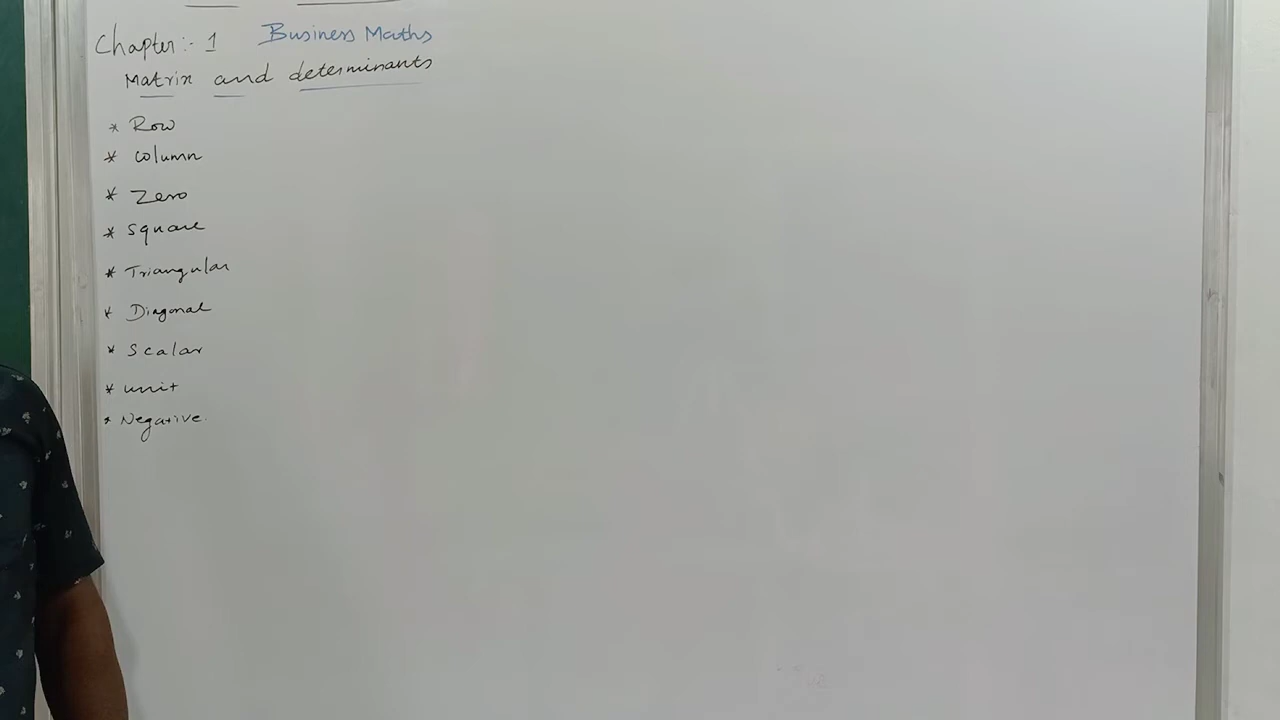 Chapter:- 1 Business Maths
Matrix and determinants
* Row
* column
* Zero
* square
* Triangular
* Diagonal
* Scalar
* unit
* Negative.